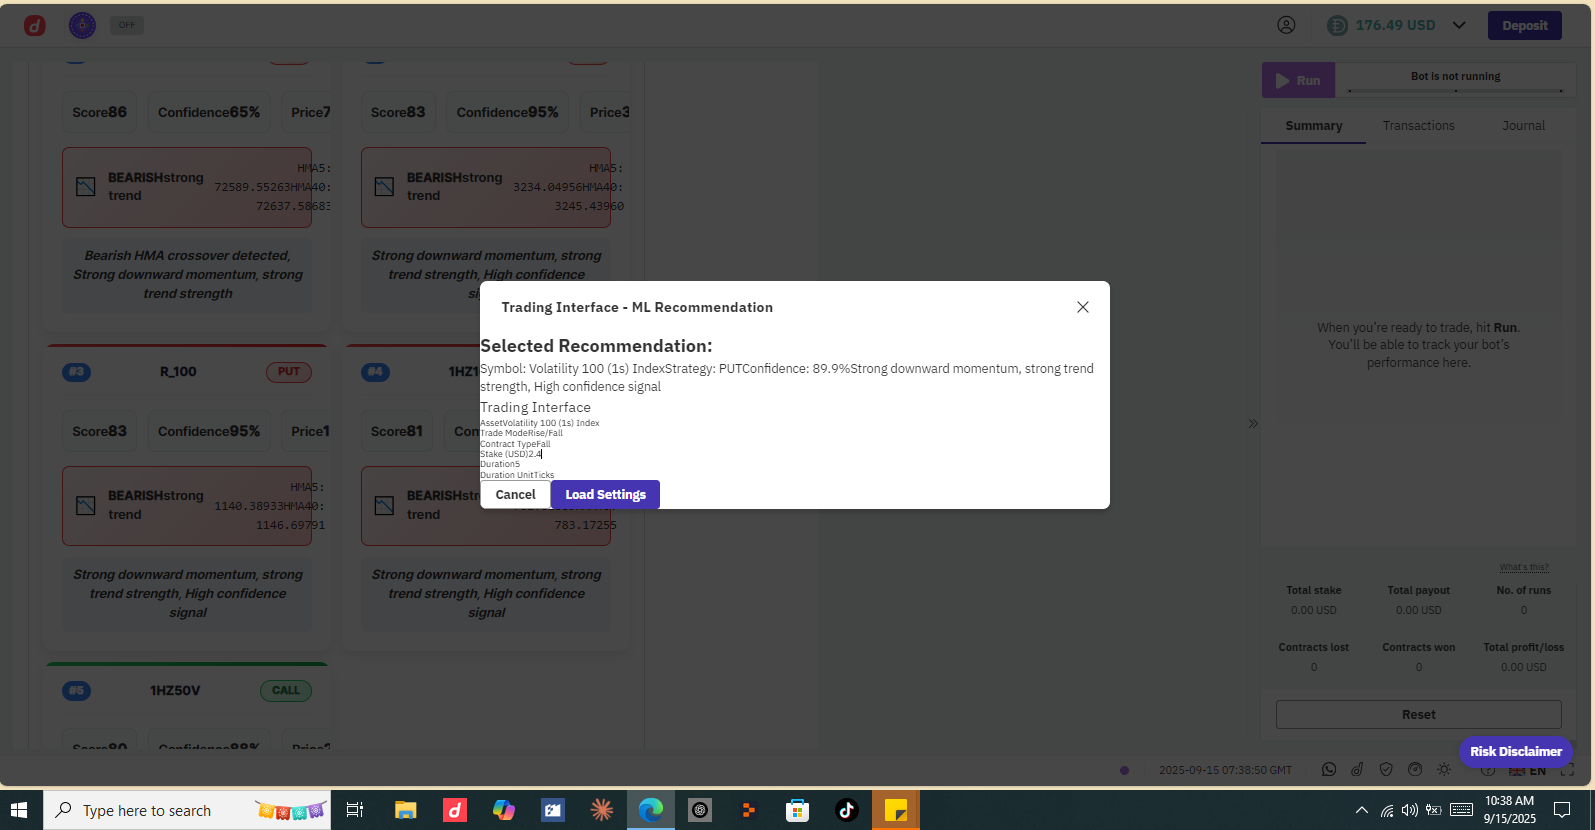 OFF
176.49 USD
Deposit
Score86
Confidence65%
Price7
Score83
Confidence95%
Price3
BEARISHstrong trend
HMA5:
72589.55263HMA40:
72637.58683
BEARISHstrong trend
HMA5:
3234.04956HMA40:
3245.43960
Bearish HMA crossover detected,
Strong downward momentum, strong
trend strength
Strong downward momentum, strong
trend strength, High confidence
Run
Bot is not running
Summary
Transactions
Journal
When you're ready to trade, hit Run.
You'll be able to track your bot's
performance here.
Trading Interface - ML Recommendation
Selected Recommendation:
Symbol: Volatility 100 (1s) IndexStrategy: PUTConfidence: 89.9%Strong downward momentum, strong trend
strength, High confidence signal
Trading Interface
AssetVolatility 100 (1s) Index
Trade ModeRise/Fall
Contract TypeFall
Stake (USD)2.4
Duration5
Duration UnitTicks
Cancel
Load Settings
#3
R_100
PUT
#4
1HZ1
Score83
Confidence95%
Price1
Score81
Con
BEARISHstrong trend
HMA5:
1140.38933HMA40:
1146.69791
BEARISHstr
trend
783.17255
Strong downward momentum, strong
trend strength, High confidence
signal
Strong downward momentum, strong
trend strength, High confidence
signal
#5
1HZ50V
CALL
Score80
Confidence88%
What's this?
Total stake
Total payout
No. of runs
0.00 USD
0.00 USD
0
Contracts lost
Contracts won
Total profit/loss
0
0
0.00 USD
Reset
Risk Disclaimer
2025-09-15 07:38:50 GMT
EN
Type here to search
10:38 AM
9/15/2025